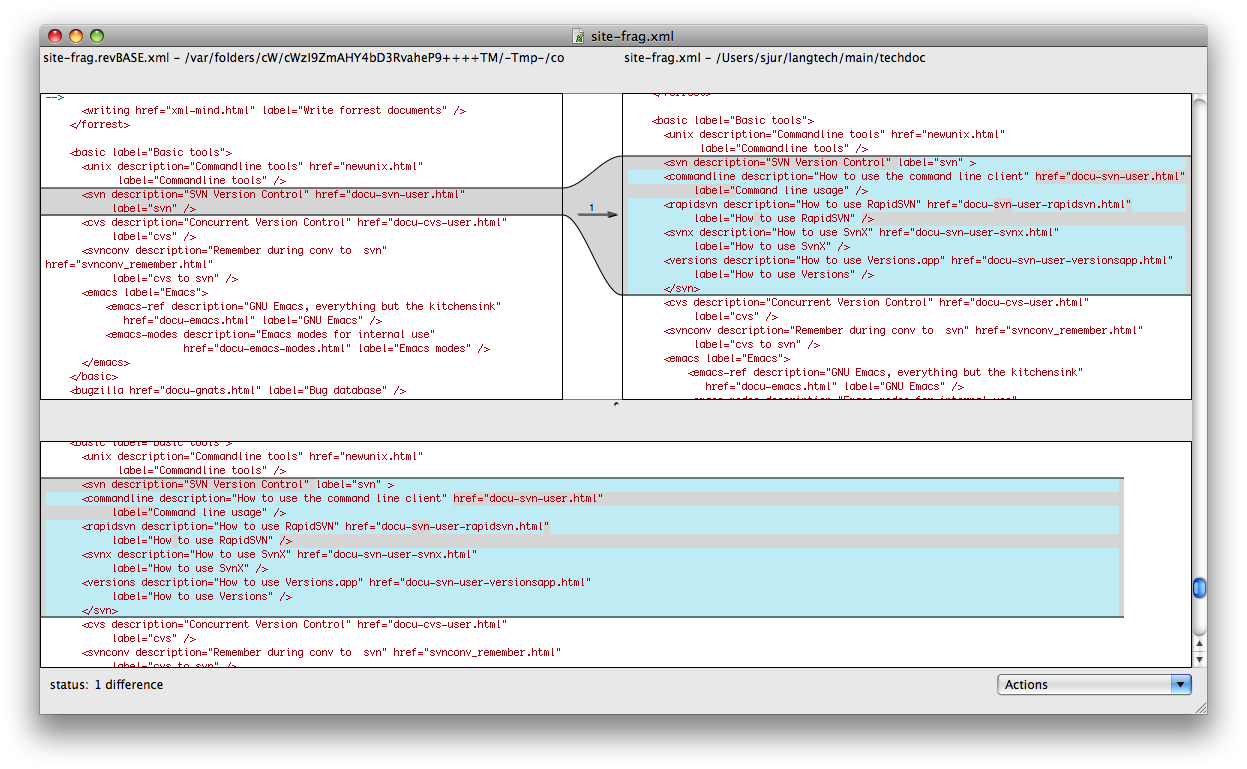 site-frag.xml
site-frag.revBASE.xml – /var/folders/cW/cWzI9ZmAHY4bD3RvaheP9++++TM/-Tmp-/co
site-frag.xml – /Users/sjur/langtech/main/techdoc
-->
<writing href="xml-mind.html" label="Write forrest documents" />
</forrest>
<basic label="Basic tools">
<unix description="Commandline tools" href="newunix.html"
label="Commandline tools" />
<svn description="SVN Version Control" href="docu-svn-user.html"
label="svn" />
<cvs description="Concurrent Version Control" href="docu-cvs-user.html"
label="cvs" />
<svnconv description="Remember during conv to  svn"
href="svnconv_remember.html"
label="cvs to svn" />
<emacs label="Emacs">
<emacs-ref description="GNU Emacs, everything but the kitchensink"
href="docu-emacs.html" label="GNU Emacs" />
<emacs-modes description="Emacs modes for internal use"
href="docu-emacs-modes.html" label="Emacs modes" />
</emacs>
</basic>
<bugzilla href="docu-gnats.html" label="Bug database" />
1
</forrest>
<basic label="Basic tools">
<unix description="Commandline tools" href="newunix.html"
label="Commandline tools" />
<svn description="SVN Version Control" label="svn" >
<commandline description="How to use the command line client" href="docu-svn-user.html"
label="Command line usage" />
<rapidsvn description="How to use RapidSVN" href="docu-svn-user-rapidsvn.html"
label="How to use RapidSVN" />
<svnx description="How to use SvnX" href="docu-svn-user-svnx.html"
label="How to use SvnX" />
<versions description="How to use Versions.app" href="docu-svn-user-versionsapp.html"
label="How to use Versions" />
</svn>
<cvs description="Concurrent Version Control" href="docu-cvs-user.html"
label="cvs" />
<svnconv description="Remember during conv to  svn" href="svnconv_remember.html"
label="cvs to svn" />
<emacs label="Emacs">
<emacs-ref description="GNU Emacs, everything but the kitchensink"
href="docu-emacs.html" label="GNU Emacs" />
<emacs-modes description="Emacs modes for internal use"
<basic label="Basic tools">
<unix description="Commandline tools" href="newunix.html"
label="Commandline tools" />
<svn description="SVN Version Control" label="svn" >
<commandline description="How to use the command line client" href="docu-svn-user.html"
label="Command line usage" />
<rapidsvn description="How to use RapidSVN" href="docu-svn-user-rapidsvn.html"
label="How to use RapidSVN" />
<svnx description="How to use SvnX" href="docu-svn-user-svnx.html"
label="How to use SvnX" />
<versions description="How to use Versions.app" href="docu-svn-user-versionsapp.html"
label="How to use Versions" />
</svn>
<cvs description="Concurrent Version Control" href="docu-cvs-user.html"
label="cvs" />
<svnconv description="Remember during conv to  svn" href="svnconv_remember.html"
label="cvs to svn" />
status: 1 difference
Actions